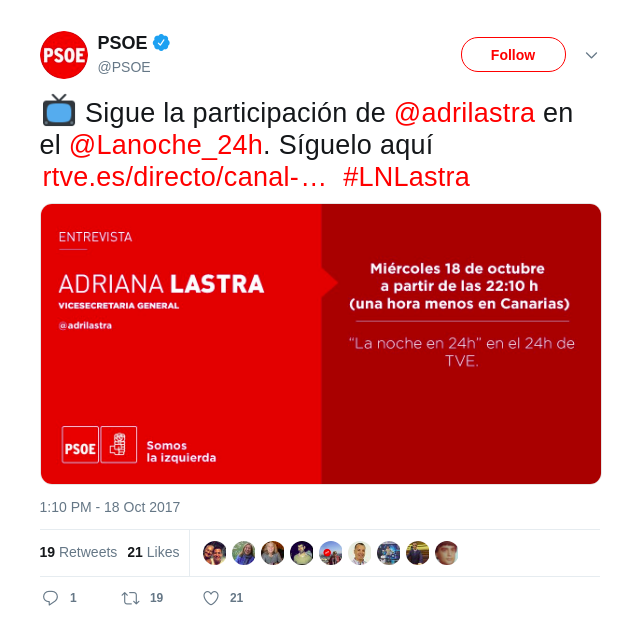 PSOE
PSOE
@PSOE
Follow
Sigue la participación de @adrilastra en
el @Lanoche_24h. Síguelo aquí
rtve.es/directo/canal-… #LNLastra
ENTREVISTA
ADRIANA LASTRA
VICESECRETARIA GENERAL
@adrilastra
PSOE
Somos
la izquierda
Miércoles 18 de octubre
a partir de las 22:10 h
(una hora menos en Canarias)
“La noche en 24h” en el 24h de
TVE.
1:10 PM - 18 Oct 2017
19 Retweets 21 Likes
1 19 21